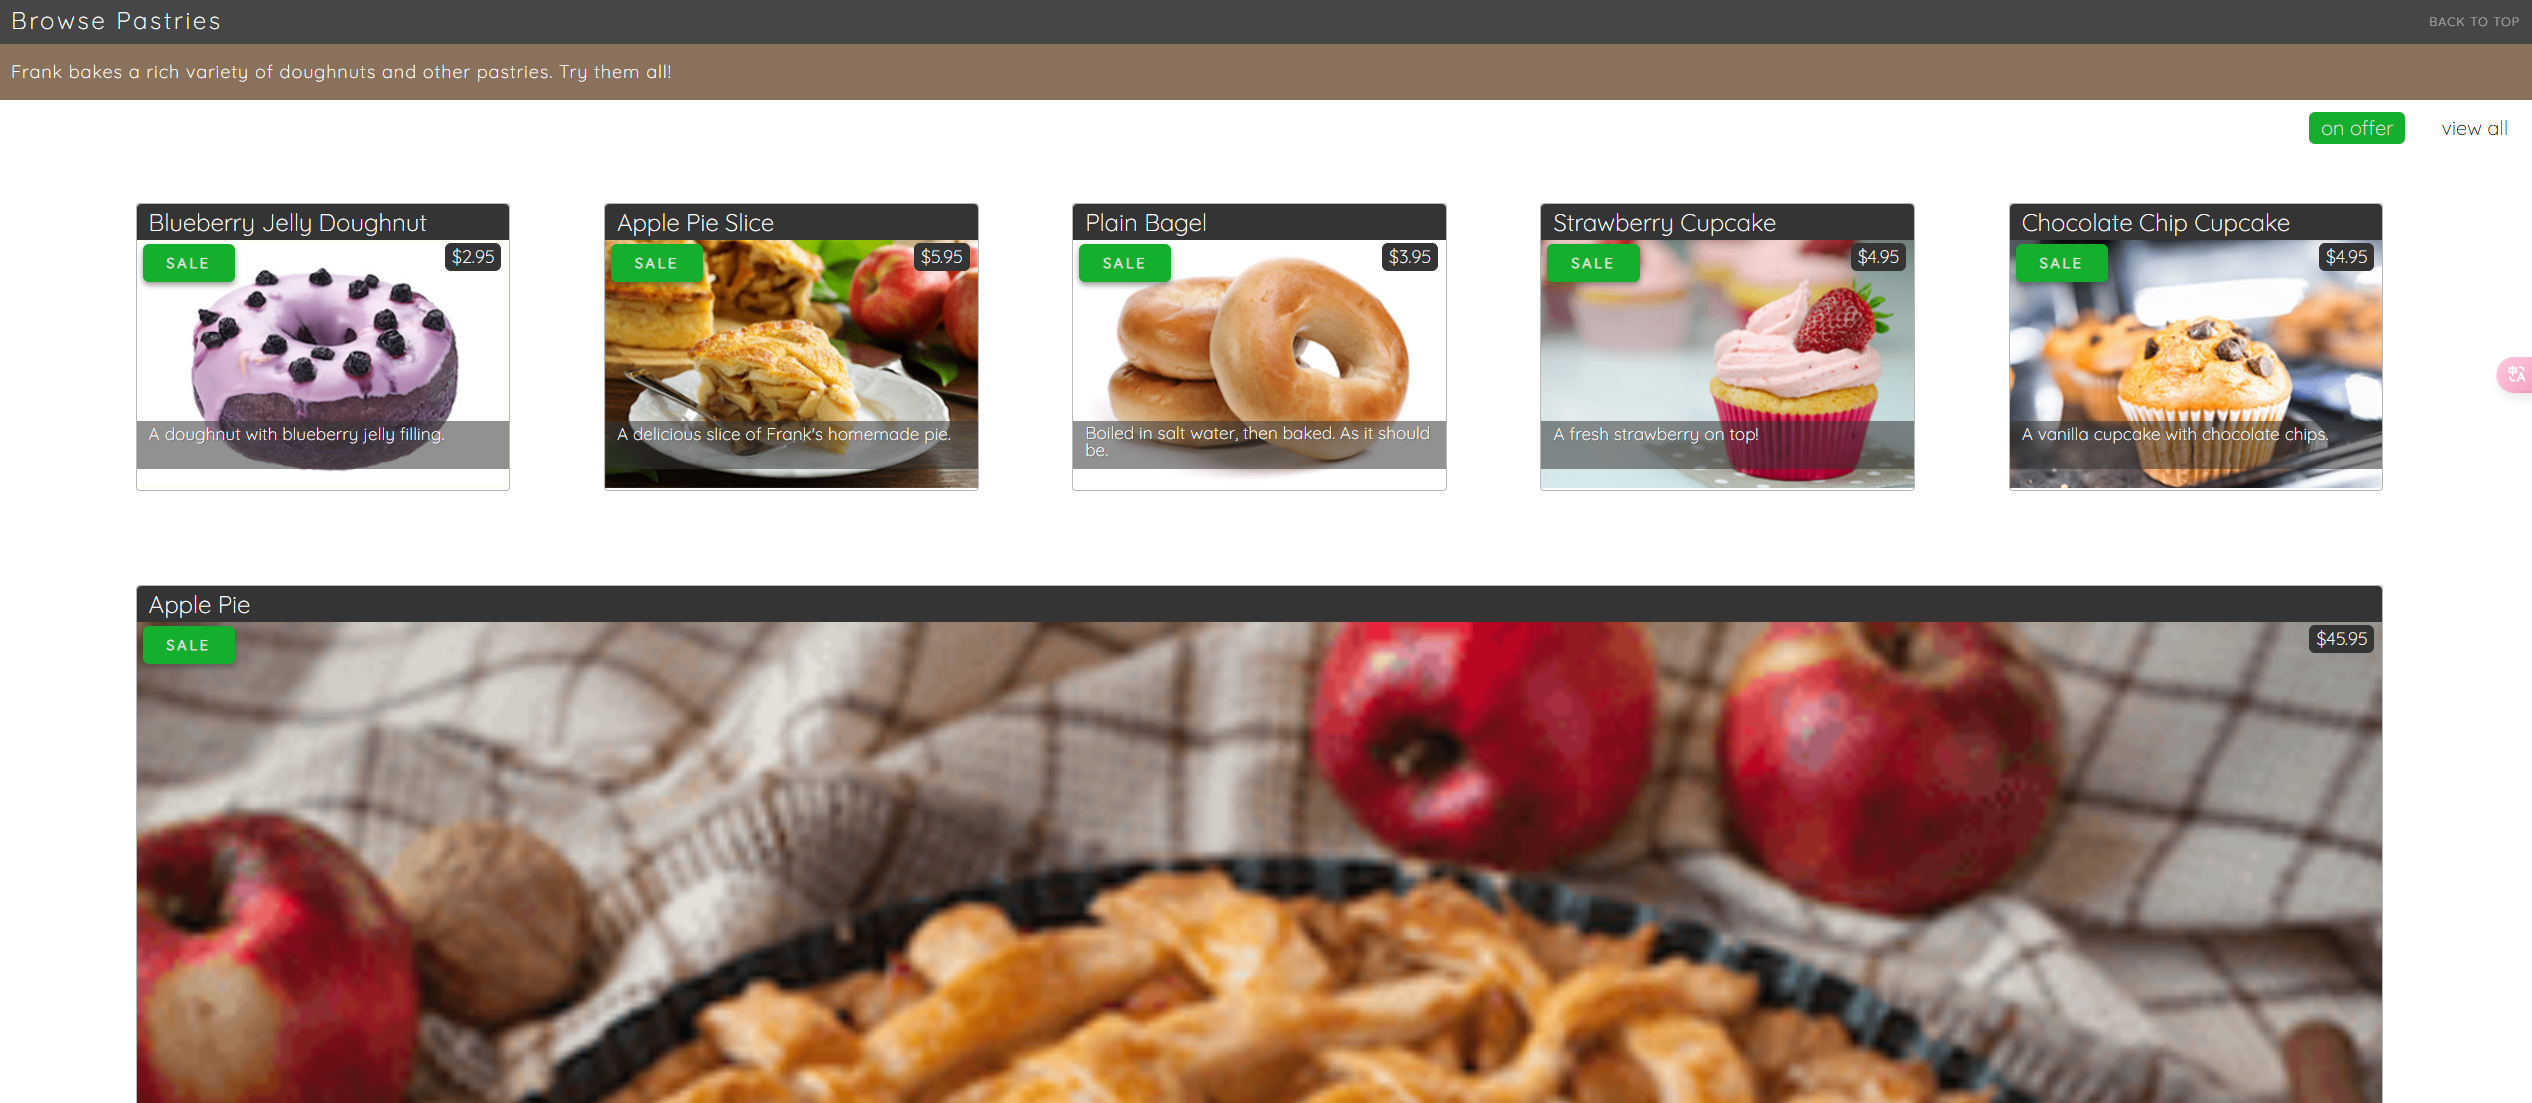 Browse Pastries
BACK TO TOP
Frank bakes a rich variety of doughnuts and other pastries. Try them all!
on offer
view all
Blueberry Jelly Doughnut
SALE
$2.95
A doughnut with blueberry jelly filling.
Apple Pie Slice
SALE
$5.95
A delicious slice of Frank's homemade pie.
Plain Bagel
SALE
$3.95
Boiled in salt water, then baked. As it should
be.
Strawberry Cupcake
SALE
$4.95
A fresh strawberry on top!
Chocolate Chip Cupcake
SALE
$4.95
A vanilla cupcake with chocolate chips.
Apple Pie
SALE
$45.95